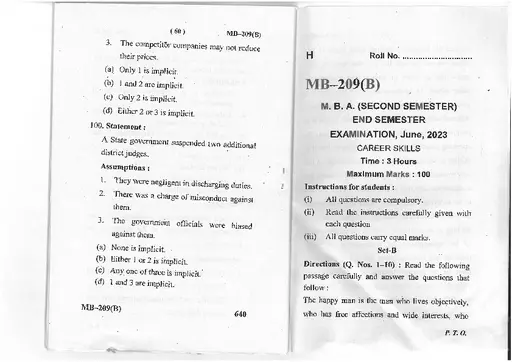 ( 60 ) MB–209(B)
3. The competitor companies may not reduce
their prices.
(a) Only 1 is implicit.
(b) 1 and 2 are implicit.
(c) Only 2 is implicit.
(d) Either 2 or 3 is implicit.
100. Statement :
A State government suspended two additional
district judges.
Assumptions :
1. They were negligent in discharging duties.
2. There was a charge of misconduct against
them.
3. The government officials were biased
against them.
(a) None is implicit.
(b) Either 1 or 2 is implicit.
(c) Any one of three is implicit.
(d) 1 and 3 are implicit.
MB–209(B) 640
H Roll No. ..............................
MB–209(B)
M. B. A. (SECOND SEMESTER)
END SEMESTER
EXAMINATION, June, 2023
CAREER SKILLS
Time : 3 Hours
Maximum Marks : 100
Instructions for students :
(i) All questions are compulsory.
(ii) Read the instructions carefully given with
each question
(iii) All questions carry equal marks.
Set-B
Directions (Q. Nos. 1–10) : Read the following
passage carefully and answer the questions that
follow :
The happy man is the man who lives objectively,
who has free affections and wide interests, who
P. T. O.